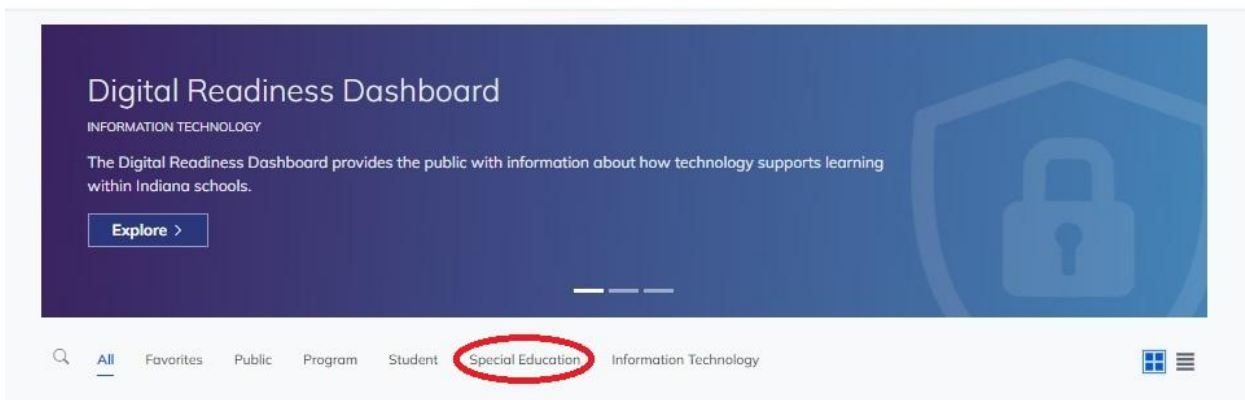 Digital Readiness Dashboard
INFORMATION TECHNOLOGY
The Digital Readiness Dashboard provides the public with information about how technology supports learning
within Indiana schools.
Explore >
All Favorites Public Program Student Special Education Information Technology